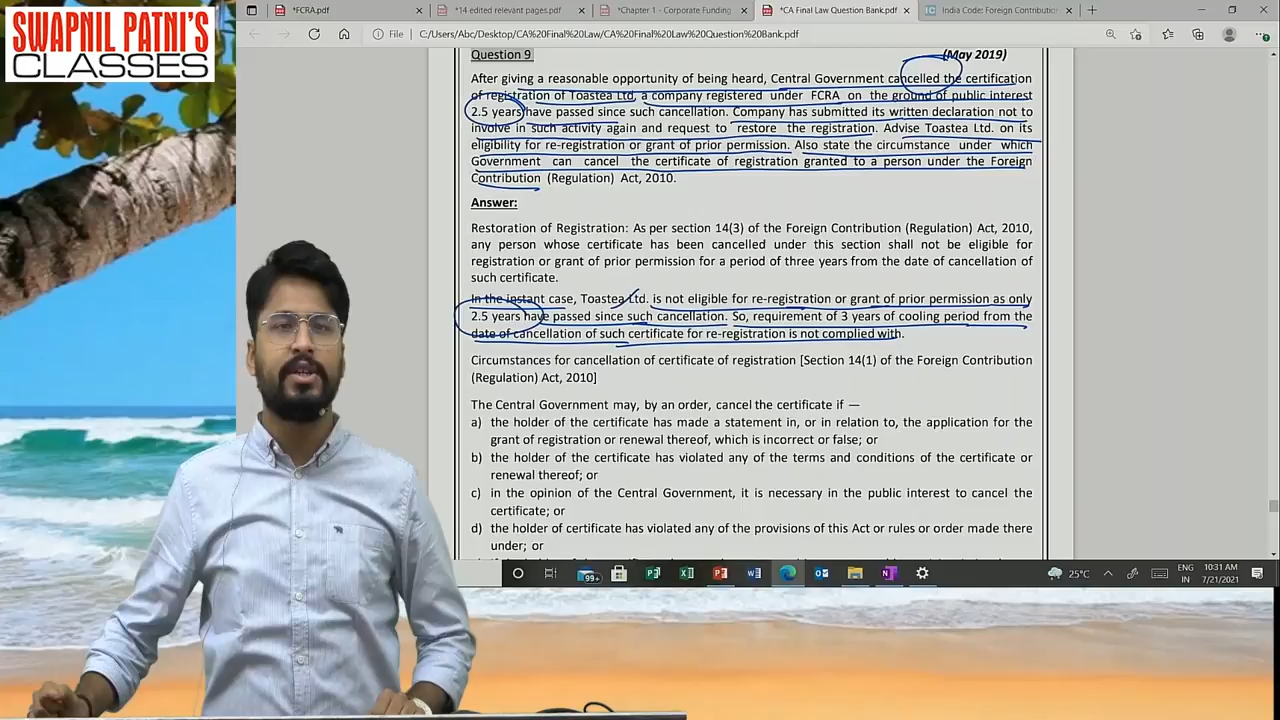 SWAPNIL PATNI'S
CLASSES
*FCRA.pdf
*14 edited relevant pages.pdf
*Chapter 1 - Corporate Funding
*CA Final Law Question Bank.pdf
India Code: Foreign Contribution
File
C:/Users/Abc/Desktop/CA%20Final%20Law/CA%20Final%20Law%20Question%20Bank.pdf
Question 9
(May 2019)
After giving a reasonable opportunity of being heard, Central Government cancelled the certification
of registration of Toastea Ltd, a company registered under FCRA on the ground of public interest
2.5 years have passed since such cancellation. Company has submitted its written declaration not to
involve in such activity again and request to restore the registration. Advise Toastea Ltd. on its
eligibility for re-registration or grant of prior permission. Also state the circumstance under which
Government can cancel the certificate of registration granted to a person under the Foreign
Contribution (Regulation) Act, 2010.
Answer:
Restoration of Registration: As per section 14(3) of the Foreign Contribution (Regulation) Act, 2010,
any person whose certificate has been cancelled under this section shall not be eligible for
registration or grant of prior permission for a period of three years from the date of cancellation of
such certificate.
In the instant case, Toastea Ltd. is not eligible for re-registration or grant of prior permission as only
2.5 years have passed since such cancellation. So, requirement of 3 years of cooling period from the
date of cancellation of such certificate for re-registration is not complied with.
Circumstances for cancellation of certificate of registration [Section 14(1) of the Foreign Contribution
(Regulation) Act, 2010]
The Central Government may, by an order, cancel the certificate if —
a) the holder of the certificate has made a statement in, or in relation to, the application for the
grant of registration or renewal thereof, which is incorrect or false; or
b) the holder of the certificate has violated any of the terms and conditions of the certificate or
renewal thereof; or
c) in the opinion of the Central Government, it is necessary in the public interest to cancel the
certificate; or
d) the holder of certificate has violated any of the provisions of this Act or rules or order made there
under; or
99+
25°C
ENG
IN
10:31 AM
7/21/2021